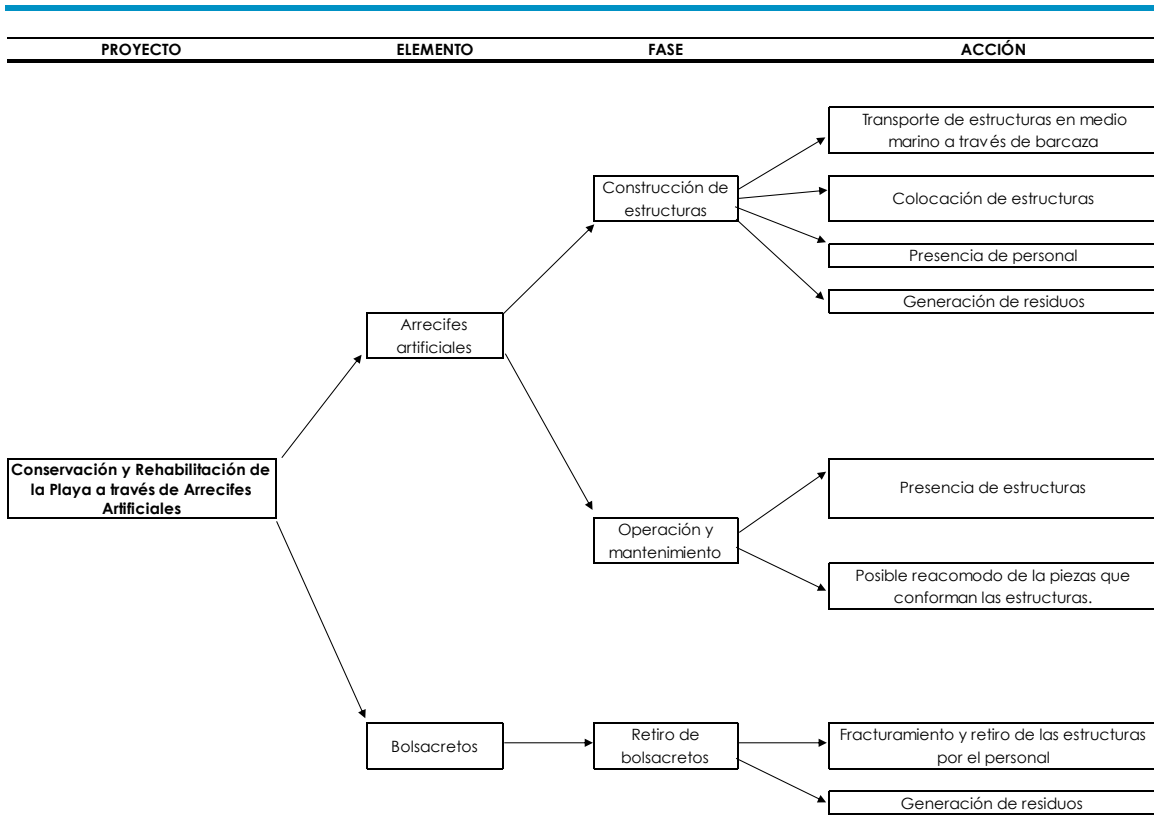 PROYECTO ELEMENTO FASE ACCIÓN
Transporte de estructuras en medio
marino a través de barcaza
Construcción de
estructuras
Colocación de estructuras
Presencia de personal
Generación de residuos
Arrecifes
artificiales
Conservación y Rehabilitación de
la Playa a través de Arrecifes
Artificiales
Presencia de estructuras
Operación y
mantenimiento
Posible reacomodo de la piezas que
conforman las estructuras.
Bolsacretos
Retiro de
bolsacretos
Fracturamiento y retiro de las estructuras
por el personal
Generación de residuos